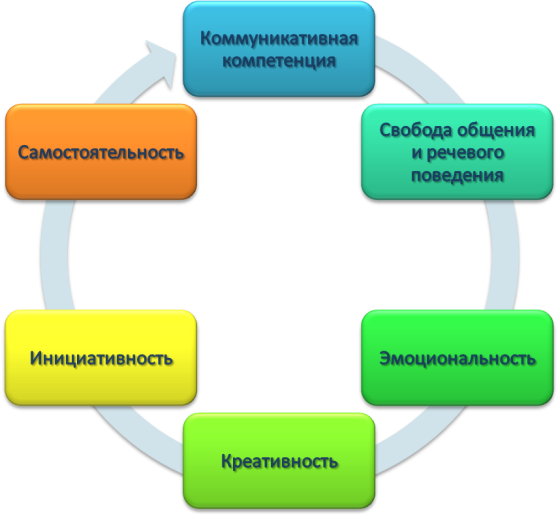 Коммуникативная
компетенция
Свобода общения
и речевого
поведения
Эмоциональность
Креативность
Инициативность
Самостоятельность